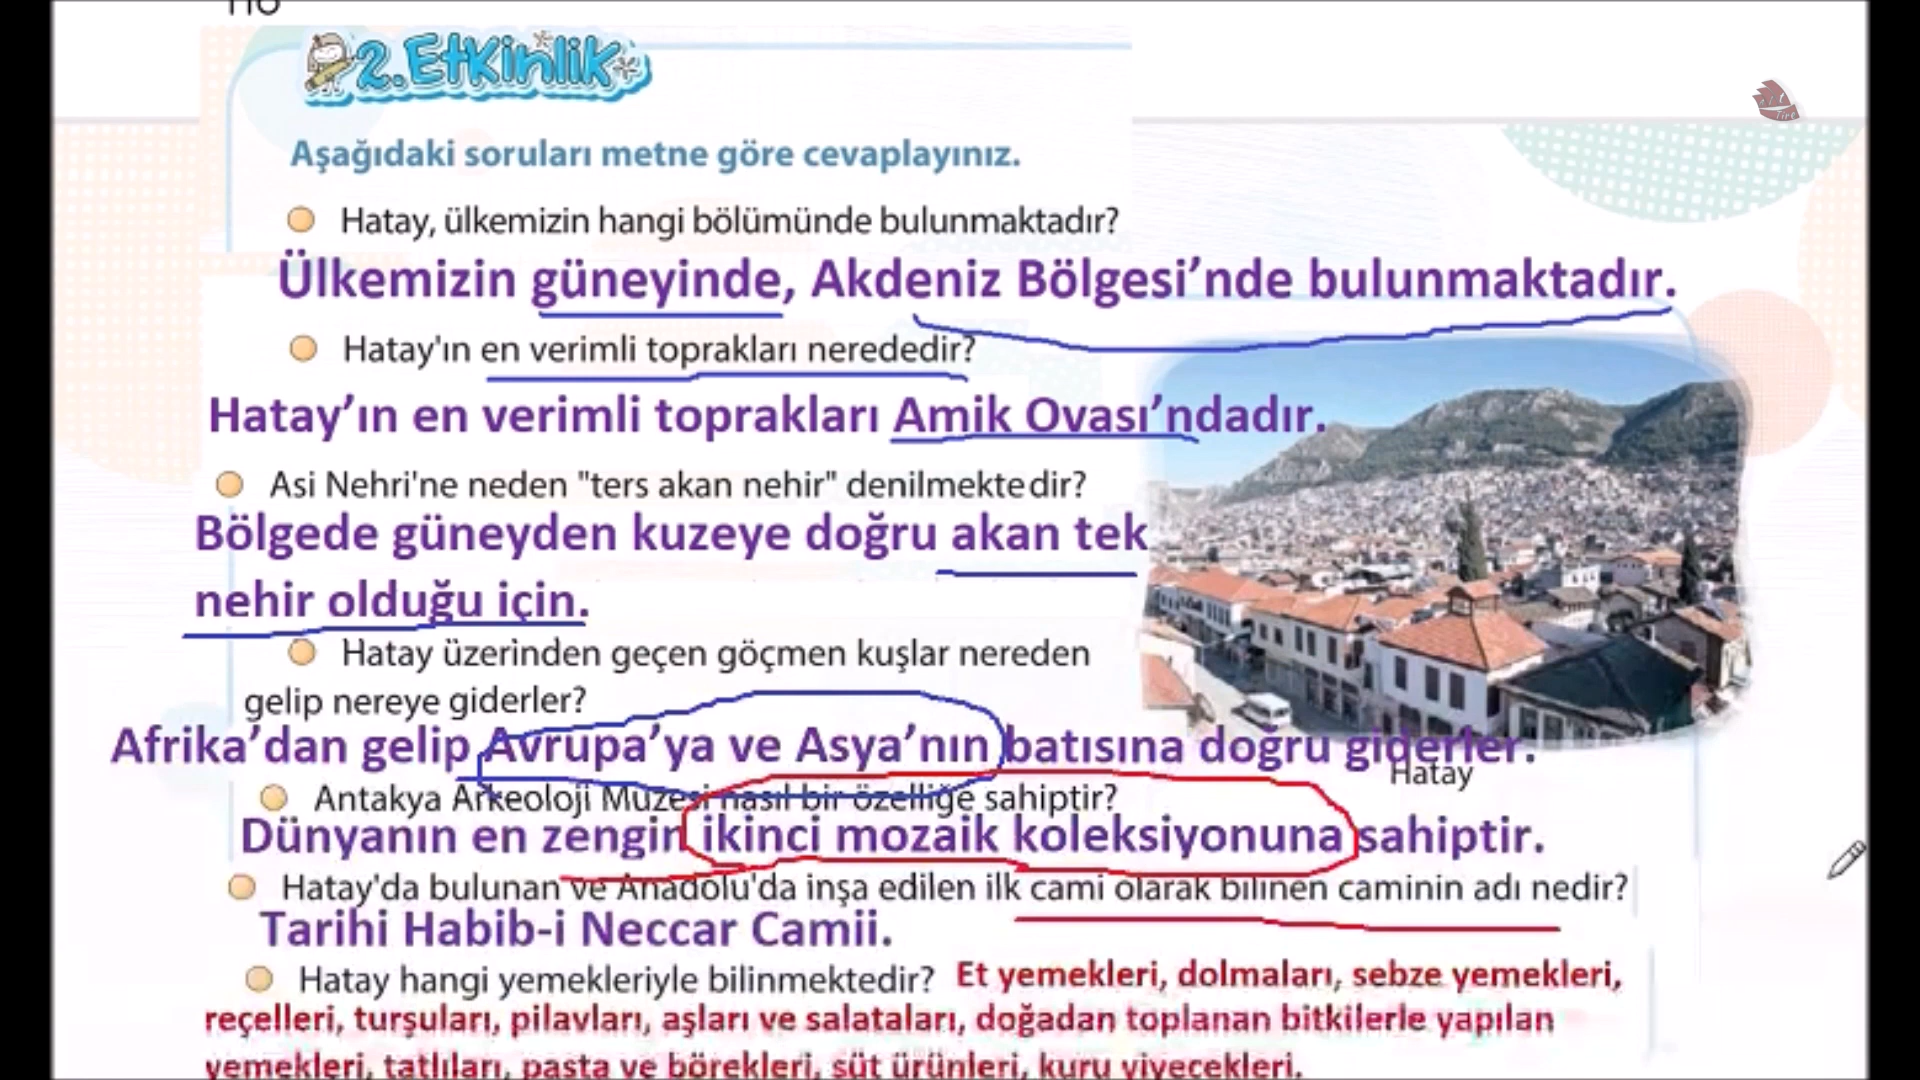 2.Etkinlik
Aşağıdaki soruları metne göre cevaplayınız.
Hatay, ülkemizin hangi bölümünde bulunmaktadır?
Ülkemizin güneyinde, Akdeniz Bölgesi’nde bulunmaktadır.
Hatay'ın en verimli toprakları nerededir?
Hatay’ın en verimli toprakları Amik Ovası’ndadır.
Asi Nehri'ne neden "ters akan nehir" denilmektedir?
Bölgede güneyden kuzeye doğru akan tek
nehir olduğu için.
Hatay üzerinden geçen göçmen kuşlar nereden
gelip nereye giderler?
Afrika’dan gelip Avrupa’ya ve Asya’nın batısına doğru giderler.
Hatay
Antakya Arkeoloji Müzesi nasıl bir özelliğe sahiptir?
Dünyanın en zengin ikinci mozaik koleksiyonuna sahiptir.
Hatay'da bulunan ve Anadolu'da inşa edilen ilk cami olarak bilinen caminin adı nedir?
Tarihi Habib-i Neccar Camii.
Hatay hangi yemekleriyle bilinmektedir? Et yemekleri, dolmaları, sebze yemekleri,
reçelleri, turşuları, pilavları, aşları ve salataları, doğadan toplanan bitkilerle yapılan
yemekleri, tatlıları, pasta ve börekleri, süt ürünleri, kuru yiyecekleri.